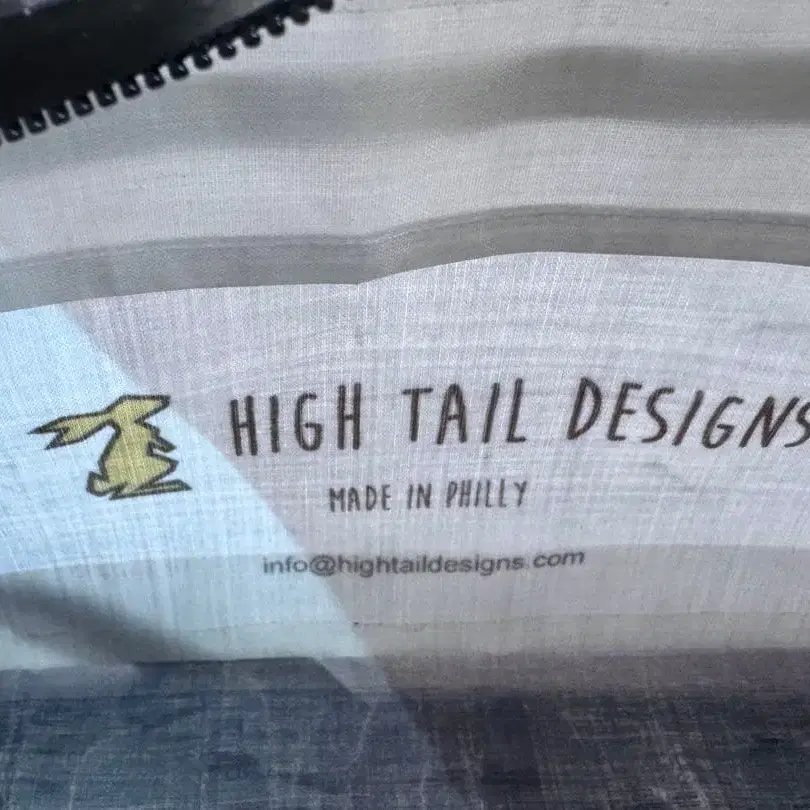 HIGH TAIL DESIGNS
MADE IN PHILLY
info@hightaildesigns.com